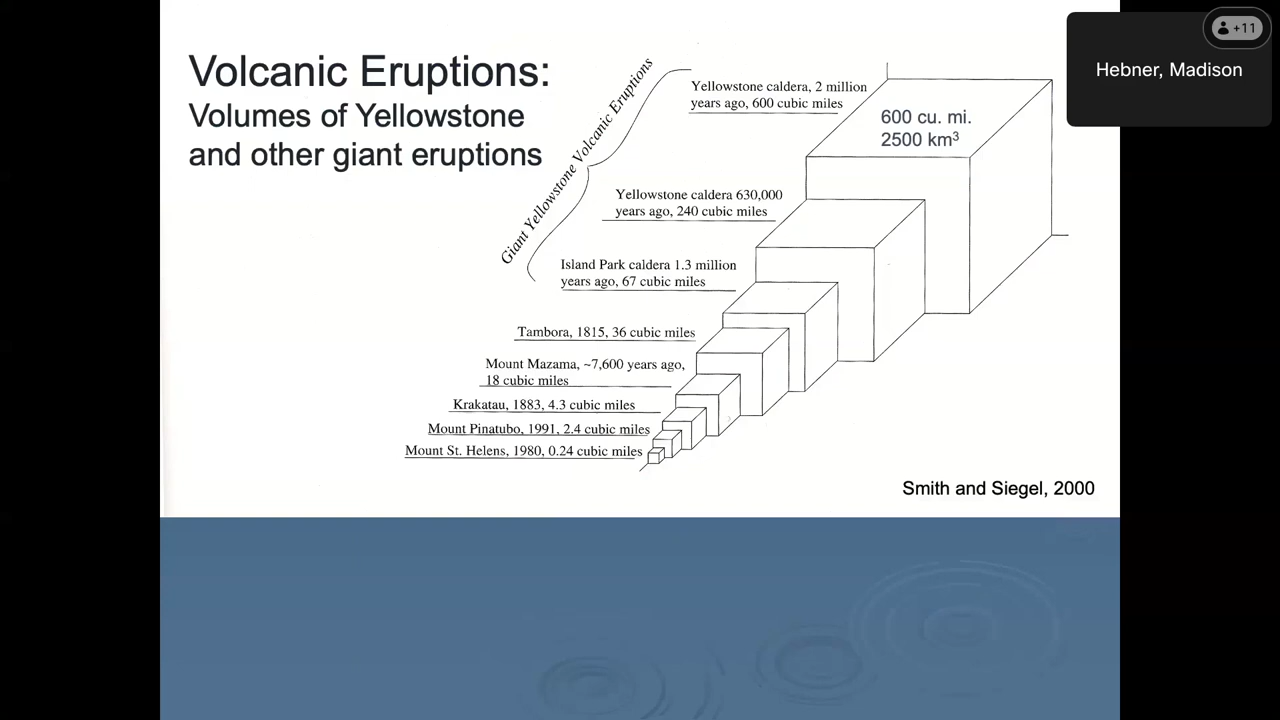 Volcanic Eruptions:
Volumes of Yellowstone
and other giant eruptions
Giant Yellowstone Volcanic Eruptions
Yellowstone caldera, 2 million
years ago, 600 cubic miles
600 cu. mi.
2500 km³
Yellowstone caldera 630,000
years ago, 240 cubic miles
Island Park caldera 1.3 million
years ago, 67 cubic miles
Tambora, 1815, 36 cubic miles
Mount Mazama, ~7,600 years ago,
18 cubic miles
Krakatau, 1883, 4.3 cubic miles
Mount Pinatubo, 1991, 2.4 cubic miles
Mount St. Helens, 1980, 0.24 cubic miles
Smith and Siegel, 2000
+11
Hebner, Madison